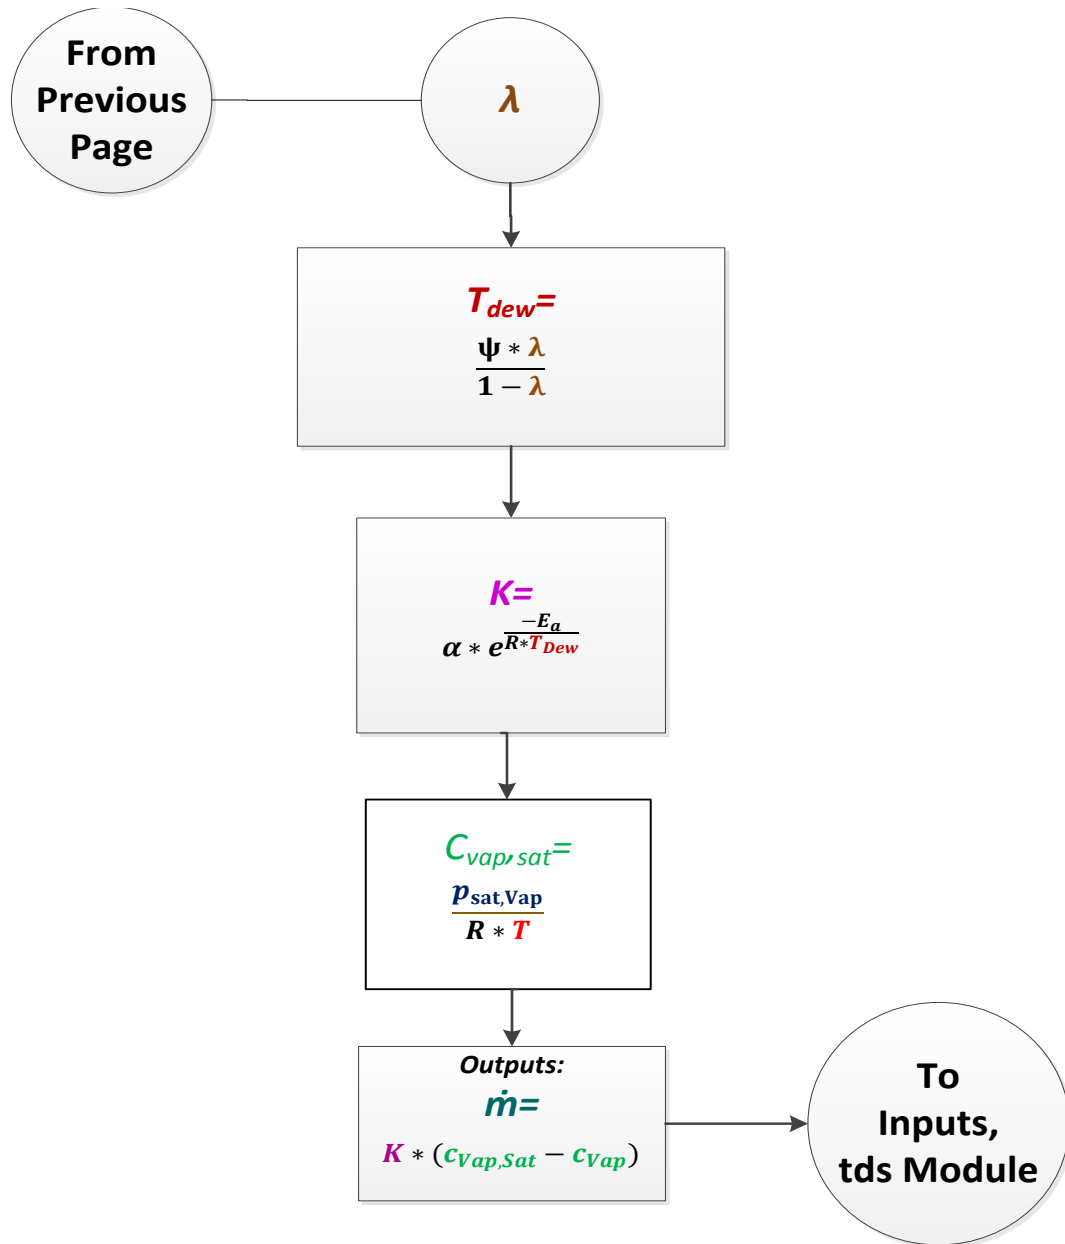 From
Previous
Page
λ
T_dew=
ψ * λ
1 − λ
K=
α * e^(−E_a / R*T_Dew)
C_vap,sat=
p_sat,Vap
R * T
Outputs:
ṁ=
K * (c_Vap,Sat − c_Vap)
To
Inputs,
tds Module